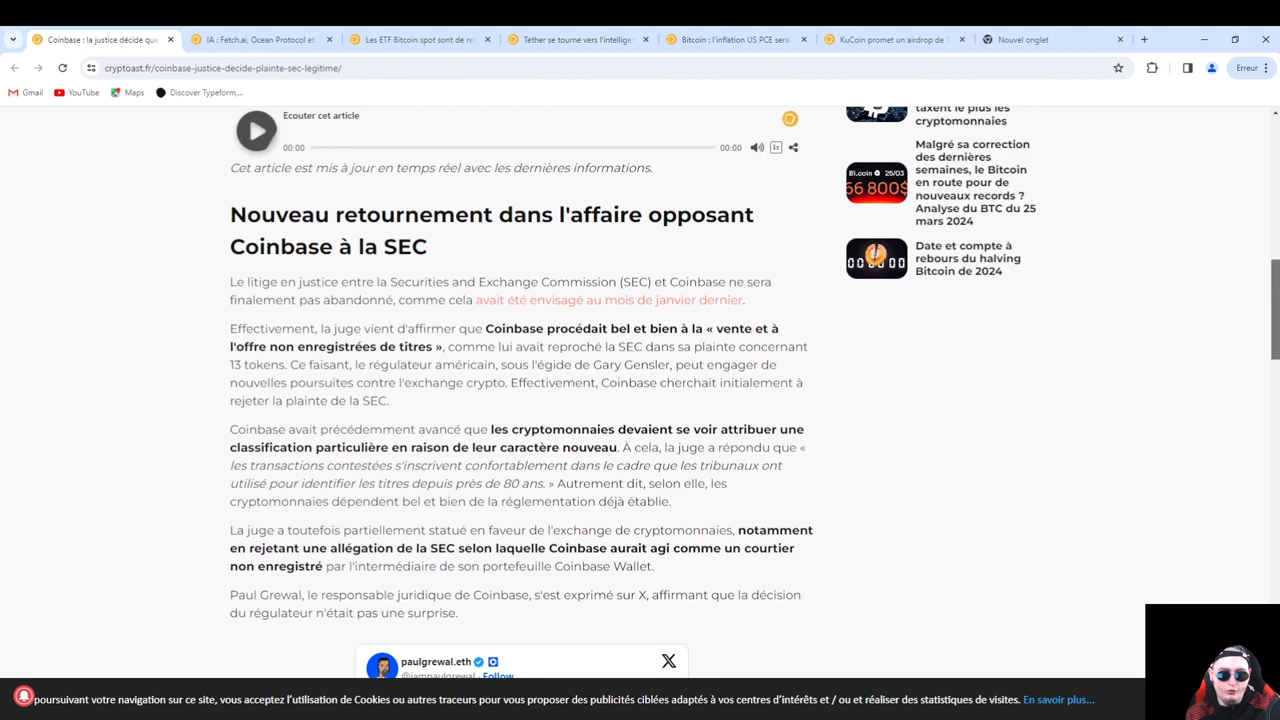 Coinbase : la justice décide que
IA : Fetch.ai, Ocean Protocol et
Les ETF Bitcoin spot sont de re
Tether se tourne vers l'intellige
Bitcoin : l'inflation US PCE sera
KuCoin promet un airdrop de 1
Nouvel onglet
cryptoast.fr/coinbase-justice-decide-plainte-sec-legitime/
Erreur
Gmail
YouTube
Maps
Discover Typeform,...
Ecouter cet article
00:00
00:00
1x
Cet article est mis à jour en temps réel avec les dernières informations.
Nouveau retournement dans l'affaire opposant
Coinbase à la SEC
Le litige en justice entre la Securities and Exchange Commission (SEC) et Coinbase ne sera
finalement pas abandonné, comme cela avait été envisagé au mois de janvier dernier.
Effectivement, la juge vient d'affirmer que Coinbase procédait bel et bien à la « vente et à
l'offre non enregistrées de titres », comme lui avait reproché la SEC dans sa plainte concernant
13 tokens. Ce faisant, le régulateur américain, sous l'égide de Gary Gensler, peut engager de
nouvelles poursuites contre l'exchange crypto. Effectivement, Coinbase cherchait initialement à
rejeter la plainte de la SEC.
Coinbase avait précédemment avancé que les cryptomonnaies devaient se voir attribuer une
classification particulière en raison de leur caractère nouveau. À cela, la juge a répondu que «
les transactions contestées s'inscrivent confortablement dans le cadre que les tribunaux ont
utilisé pour identifier les titres depuis près de 80 ans. » Autrement dit, selon elle, les
cryptomonnaies dépendent bel et bien de la réglementation déjà établie.
La juge a toutefois partiellement statué en faveur de l'exchange de cryptomonnaies, notamment
en rejetant une allégation de la SEC selon laquelle Coinbase aurait agi comme un courtier
non enregistré par l'intermédiaire de son portefeuille Coinbase Wallet.
Paul Grewal, le responsable juridique de Coinbase, s'est exprimé sur X, affirmant que la décision
du régulateur n'était pas une surprise.
paulgrewal.eth
@iampaulgrewal · Follow
taxent le plus les
cryptomonnaies
Malgré sa correction
des dernières
semaines, le Bitcoin
en route pour de
nouveaux records ?
Analyse du BTC du 25
mars 2024
Bitcoin 25/03
66 800$
Date et compte à
rebours du halving
Bitcoin de 2024
poursuivant votre navigation sur ce site, vous acceptez l'utilisation de Cookies ou autres traceurs pour vous proposer des publicités ciblées adaptés à vos centres d'intérêts et / ou et réaliser des statistiques de visites. En savoir plus...